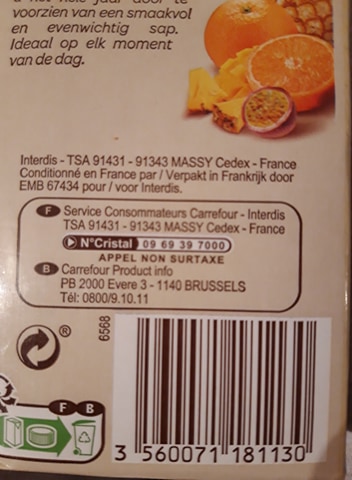 voorzien van een smaakvol
en evenwichtig sap.
Ideaal op elk moment
van de dag.
Interdis - TSA 91431 - 91343 MASSY Cedex - France
Conditionné en France par / Verpakt in Frankrijk door
EMB 67434 pour / voor Interdis.
F Service Consommateurs Carrefour - Interdis
TSA 91431 - 91343 MASSY Cedex - France
N°Cristal 09 69 39 7000
APPEL NON SURTAXE
B Carrefour Product info
PB 2000 Evere 3 - 1140 BRUSSELS
Tél: 0800/9.10.11
®
6568
F B
3 560071 181130